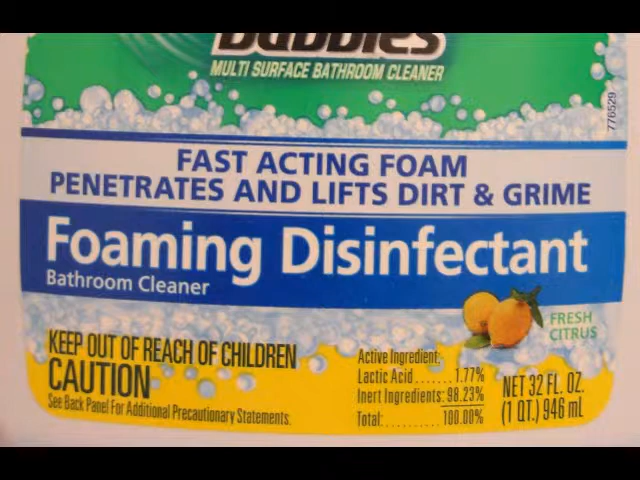 Bubbles
MULTI SURFACE BATHROOM CLEANER
776529
FAST ACTING FOAM
PENETRATES AND LIFTS DIRT & GRIME
Foaming Disinfectant
Bathroom Cleaner
FRESH
CITRUS
KEEP OUT OF REACH OF CHILDREN
CAUTION
See Back Panel For Additional Precautionary Statements.
Active Ingredient:
Lactic Acid.......1.77%
Inert Ingredients: 98.23%
Total:...........100.00%
NET 32 FL. OZ.
(1 QT.) 946 mL